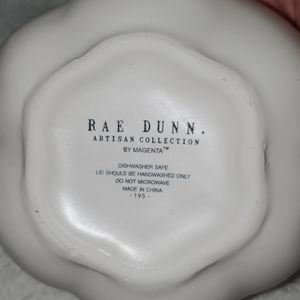 RAE DUNN.
ARTISAN COLLECTION
BY MAGENTA™
DISHWASHER SAFE
LID SHOULD BE HANDWASHED ONLY
DO NOT MICROWAVE
MADE IN CHINA
- 195 -